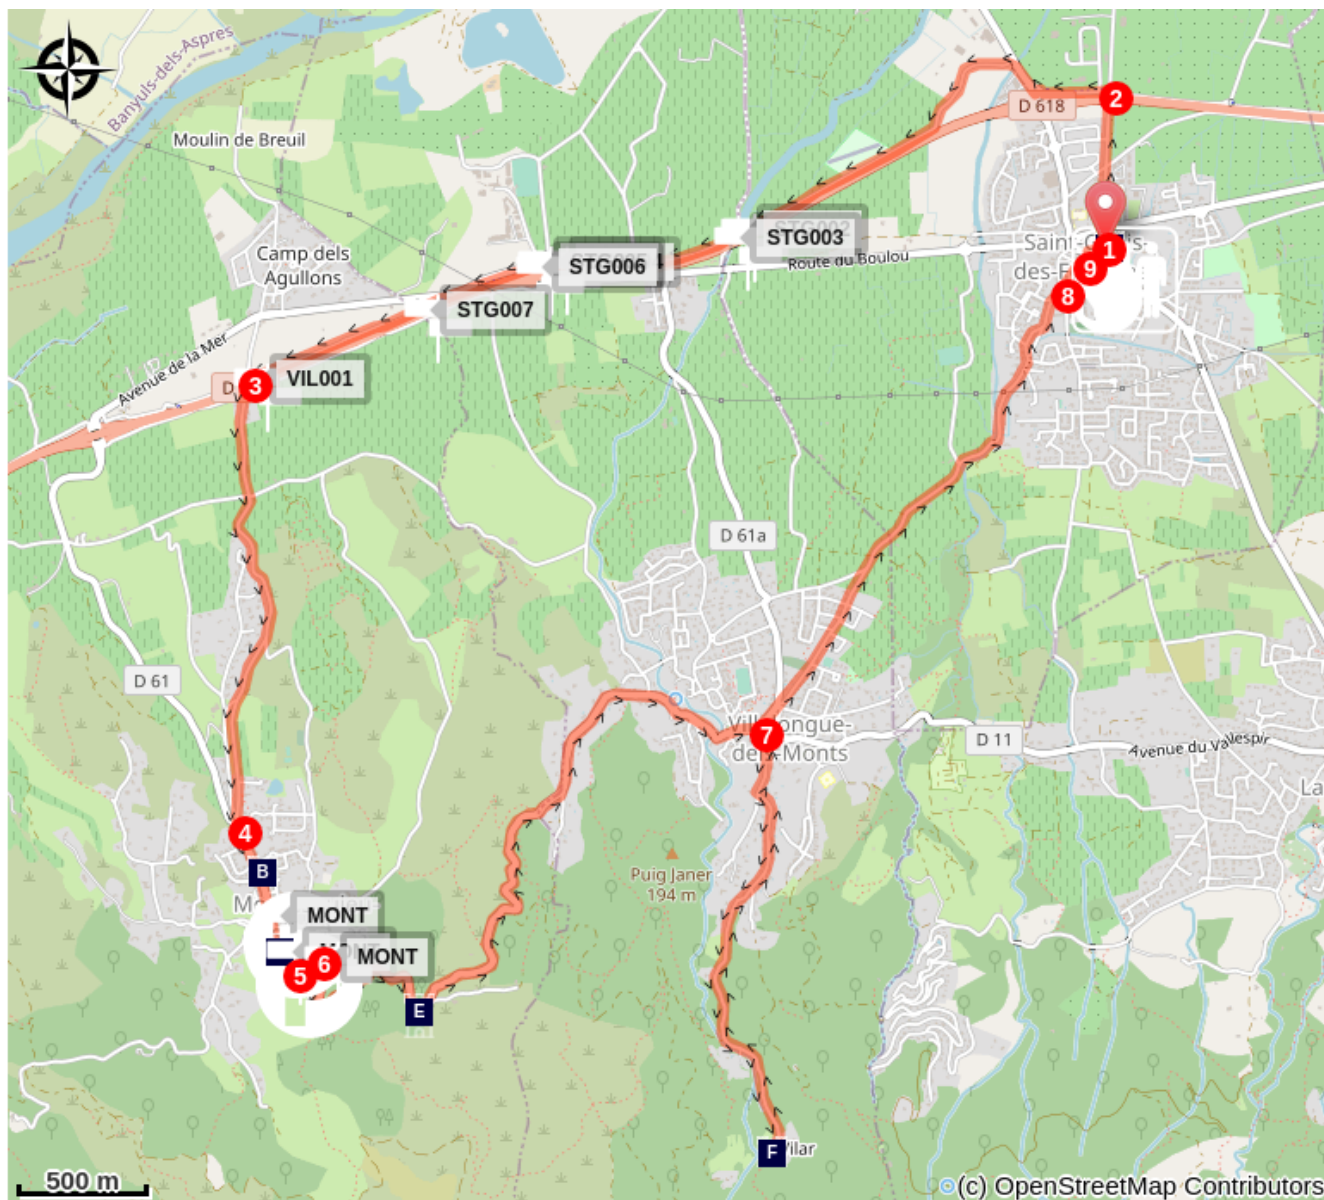 Banyuls-dels-Aspres
Moulin de Breuil
D 618
2
STG003
Saint-
des-F
1
9
8
Route du Boulou
Camp dels
Agullons
STG006
STG007
Avenue de la Mer
D
3
VIL001
D 61a
D 61
7
dels-Monts
D 11
Avenue du Vallespir
La
4
B
Puig Janer
194 m
MONT
MONT
5
6
E
F
Vilar
500 m
(c) OpenStreetMap Contributors